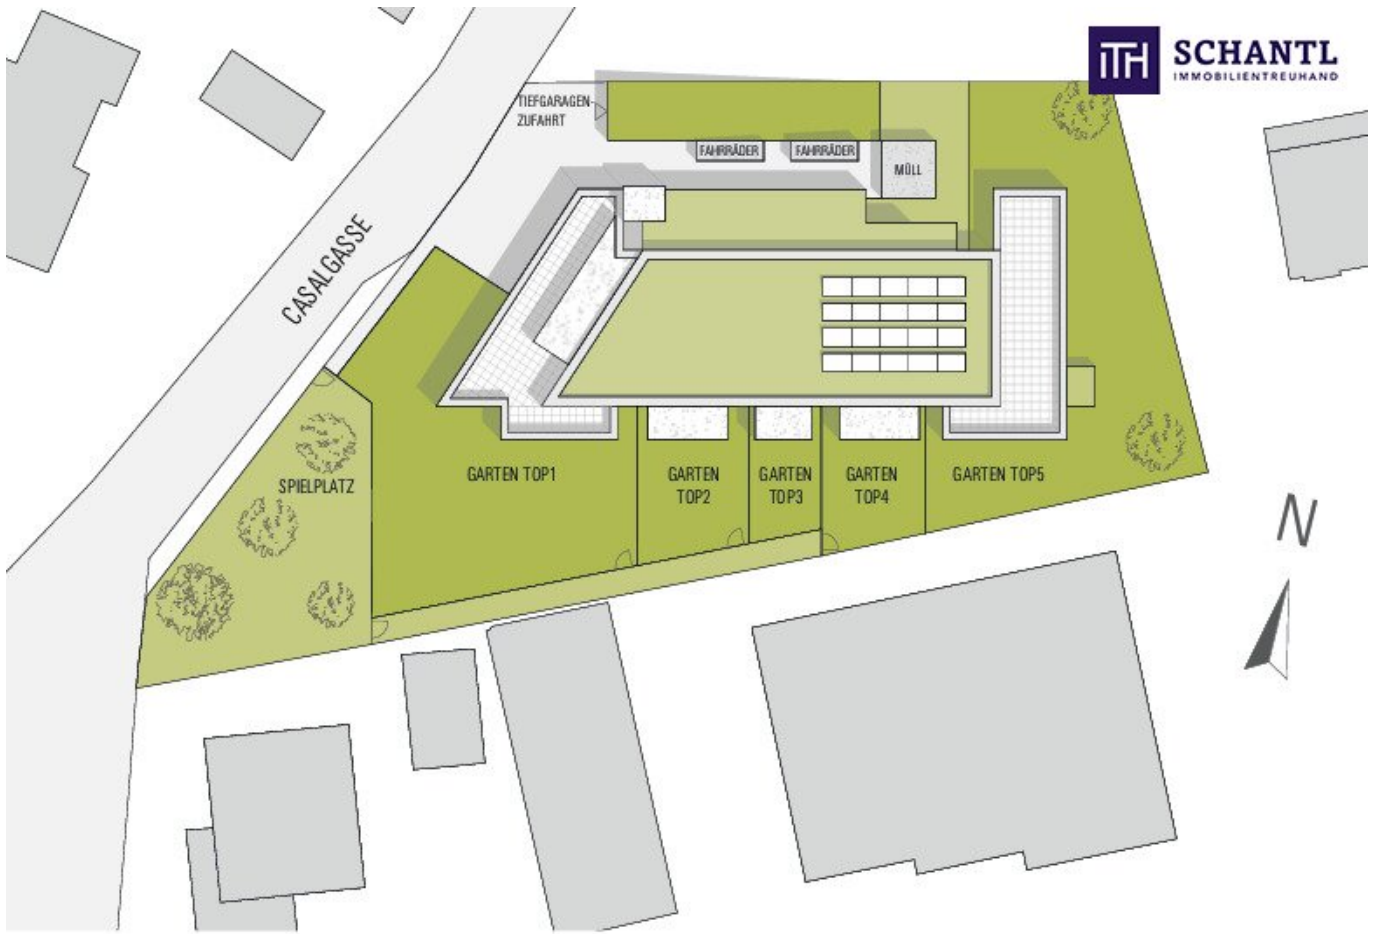 ITH
SCHANTL
IMMOBILIENTREUHAND
TIEFGARAGEN-
ZUFAHRT
FAHRRÄDER
FAHRRÄDER
MÜLL
CASALGASSE
SPIELPLATZ
GARTEN TOP1
GARTEN
TOP2
GARTEN
TOP3
GARTEN
TOP4
GARTEN TOP5
N